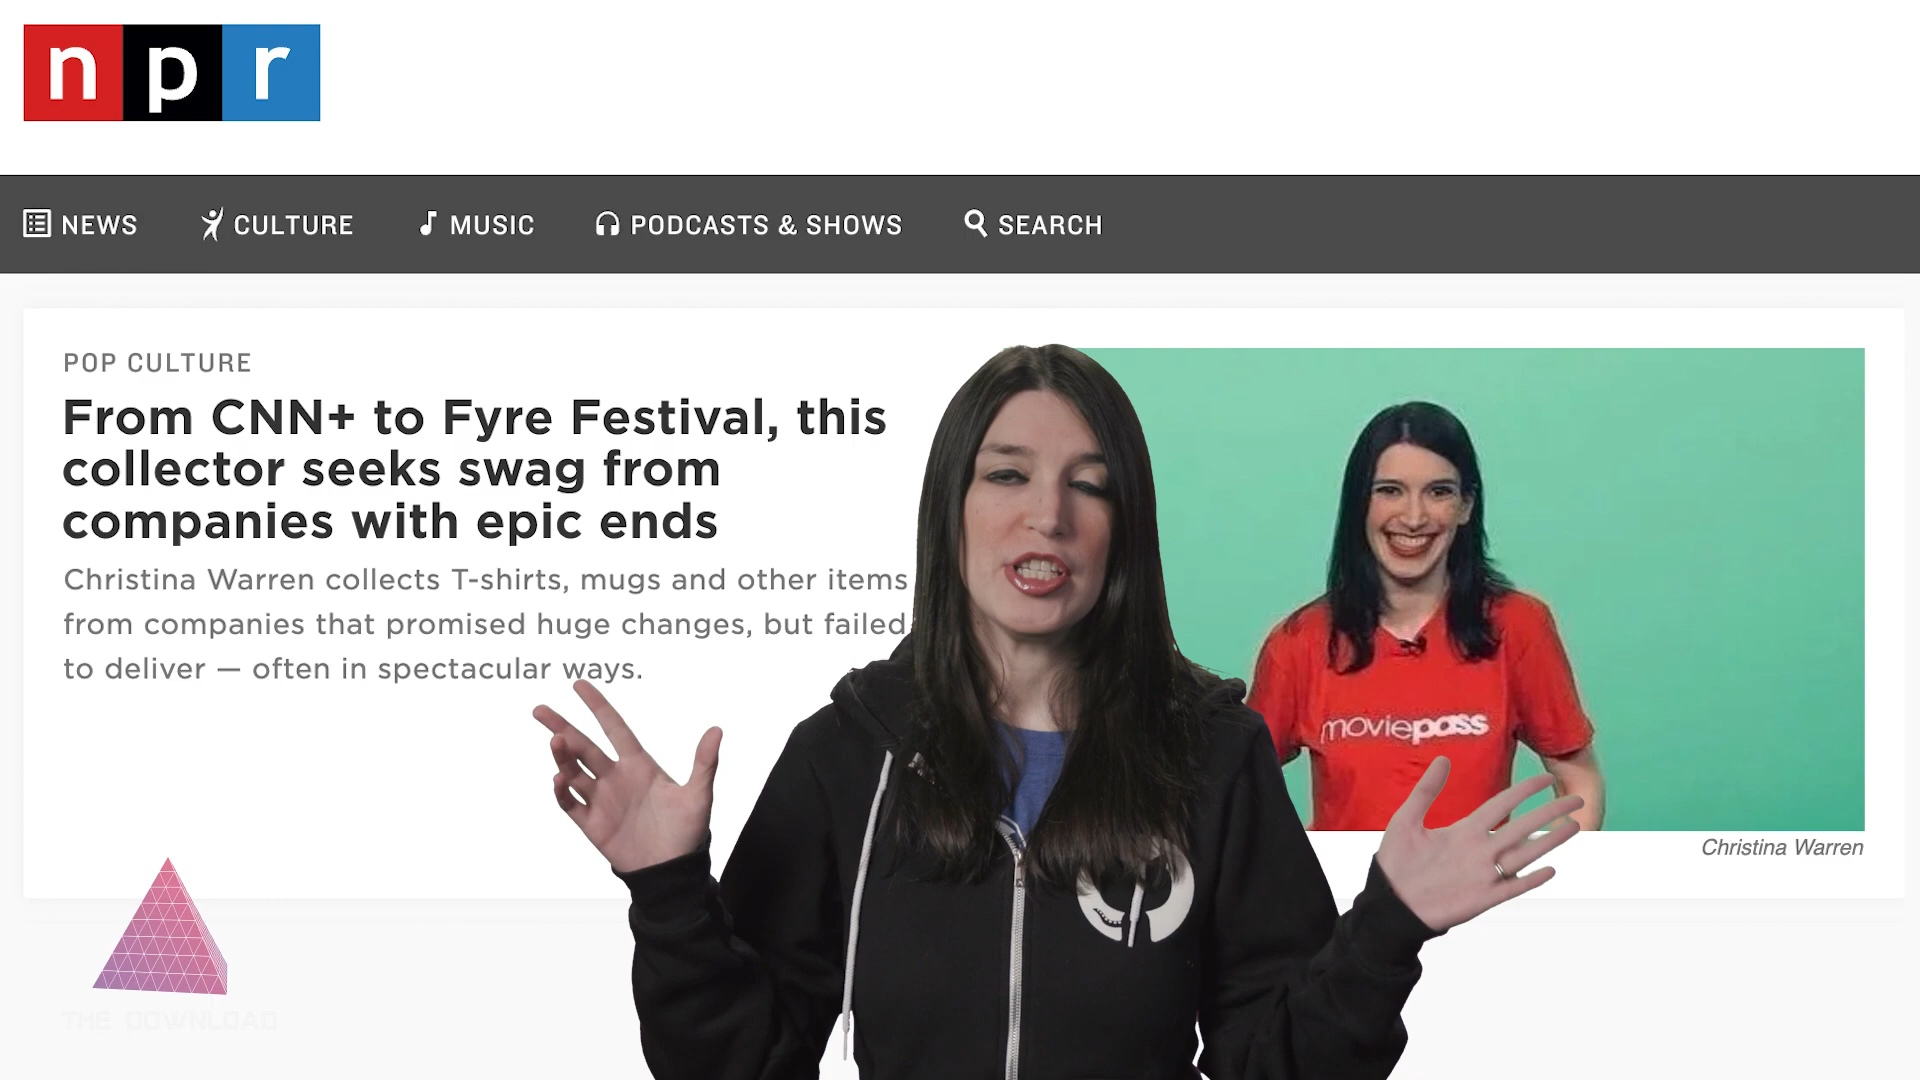 npr
NEWS
CULTURE
MUSIC
PODCASTS & SHOWS
SEARCH
POP CULTURE
From CNN+ to Fyre Festival, this
collector seeks swag from
companies with epic ends
Christina Warren collects T-shirts, mugs and other items
from companies that promised huge changes, but failed
to deliver — often in spectacular ways.
moviepass
Christina Warren
THE DOWNLOAD